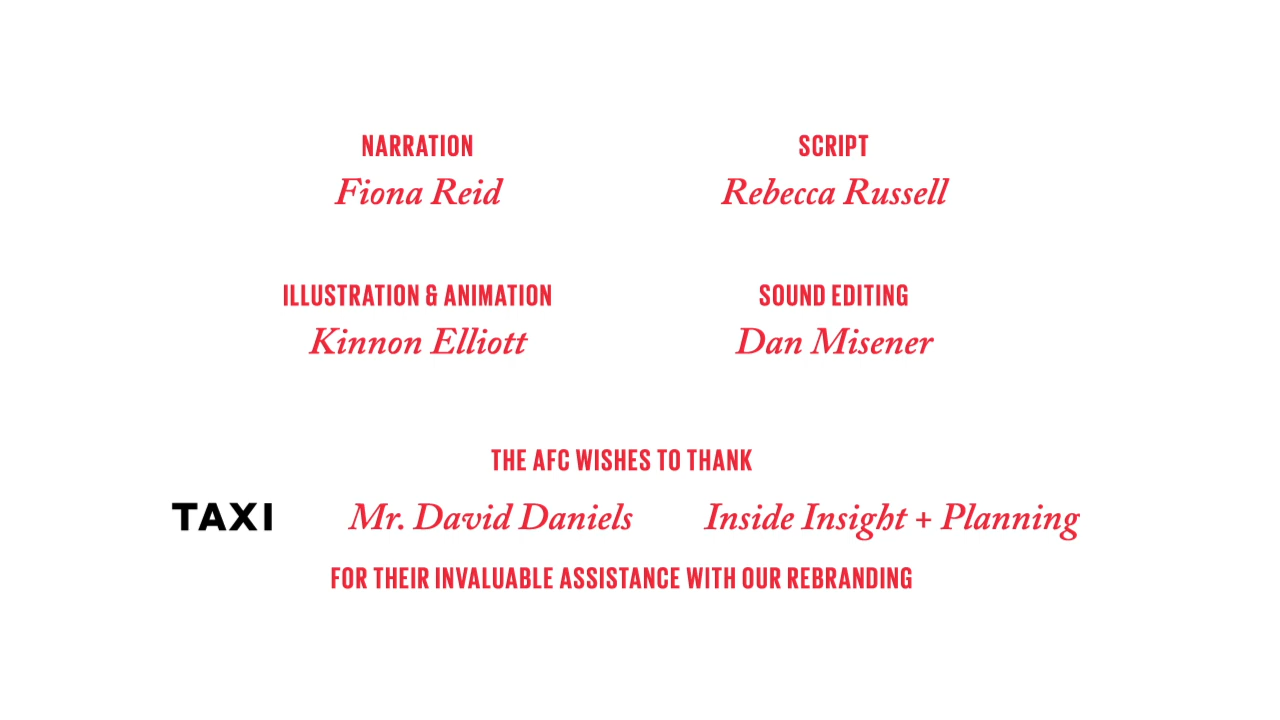 NARRATION
Fiona Reid
SCRIPT
Rebecca Russell
ILLUSTRATION & ANIMATION
Kinnon Elliott
SOUND EDITING
Dan Misener
THE AFC WISHES TO THANK
TAXI Mr. David Daniels Inside Insight + Planning
FOR THEIR INVALUABLE ASSISTANCE WITH OUR REBRANDING